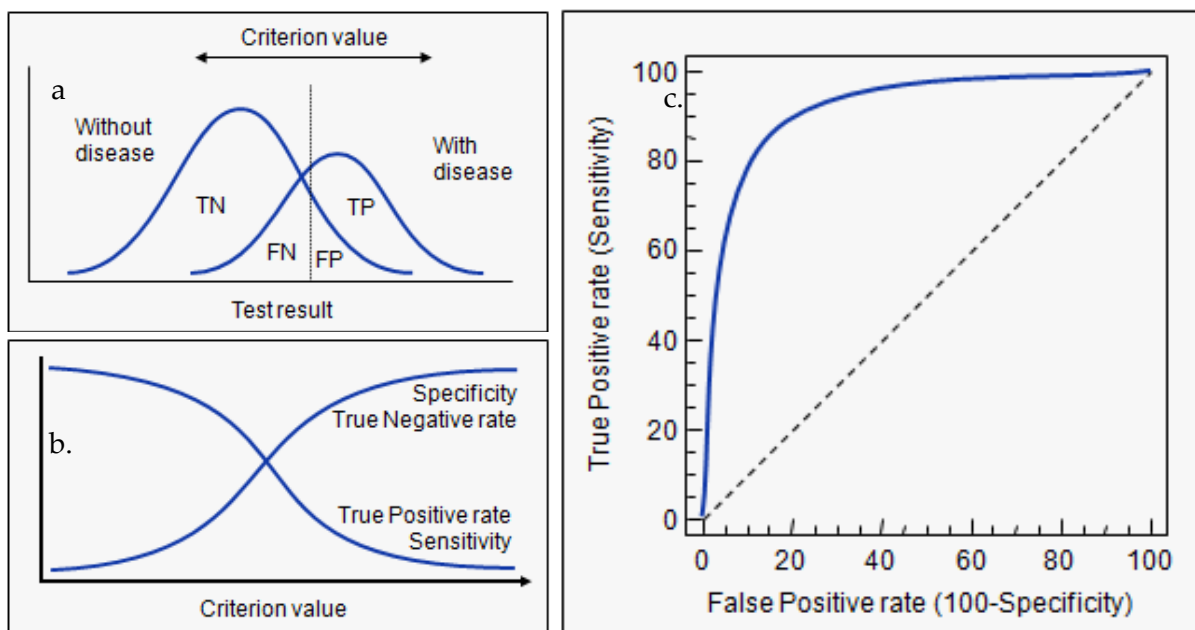 Criterion value
a
Without
disease
With
disease
TN
TP
FN
FP
Test result
b.
Specificity
True Negative rate
True Positive rate
Sensitivity
Criterion value
c.
True Positive rate (Sensitivity)
100
80
60
40
20
0
0 20 40 60 80 100
False Positive rate (100-Specificity)